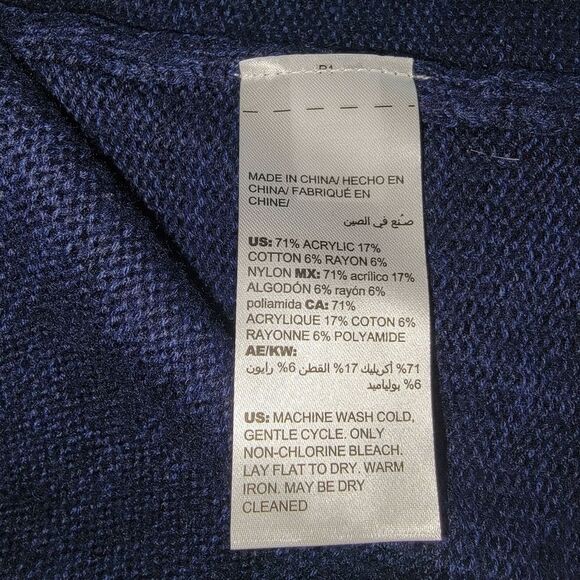 MADE IN CHINA/ HECHO EN
CHINA/ FABRIQUÉ EN
CHINE/
صنع في الصين
US: 71% ACRYLIC 17%
COTTON 6% RAYON 6%
NYLON MX: 71% acrílico 17%
ALGODÓN 6% rayón 6%
poliamida CA: 71%
ACRYLIQUE 17% COTON 6%
RAYONNE 6% POLYAMIDE
AE/KW:
71% أكريليك 17% القطن 6% رايون
6% بولياميد
US: MACHINE WASH COLD,
GENTLE CYCLE. ONLY
NON-CHLORINE BLEACH.
LAY FLAT TO DRY. WARM
IRON. MAY BE DRY
CLEANED